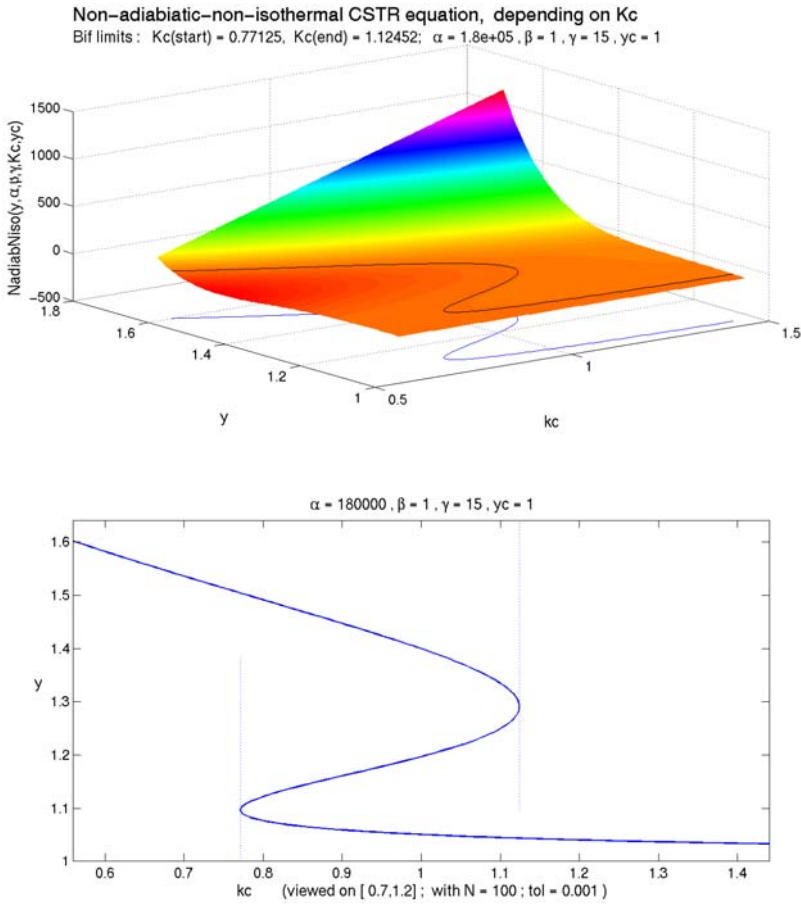 Non-adiabiatic-non-isothermal CSTR equation, depending on Kc
Bif limits : Kc(start) = 0.77125, Kc(end) = 1.12452; α = 1.8e+05 , β = 1 , γ = 15 , yc = 1
1500
1000
500
0
-500
NadiabNiso(y,α,β,γ,Kc,yc)
1.8
1.6
1.4
1.2
1
y
0.5
1
1.5
kc
α = 180000 , β = 1 , γ = 15 , yc = 1
1.6
1.5
1.4
1.3
1.2
1.1
1
y
0.6 0.7 0.8 0.9 1 1.1 1.2 1.3 1.4
kc (viewed on [ 0.7,1.2] ; with N = 100 ; tol = 0.001 )